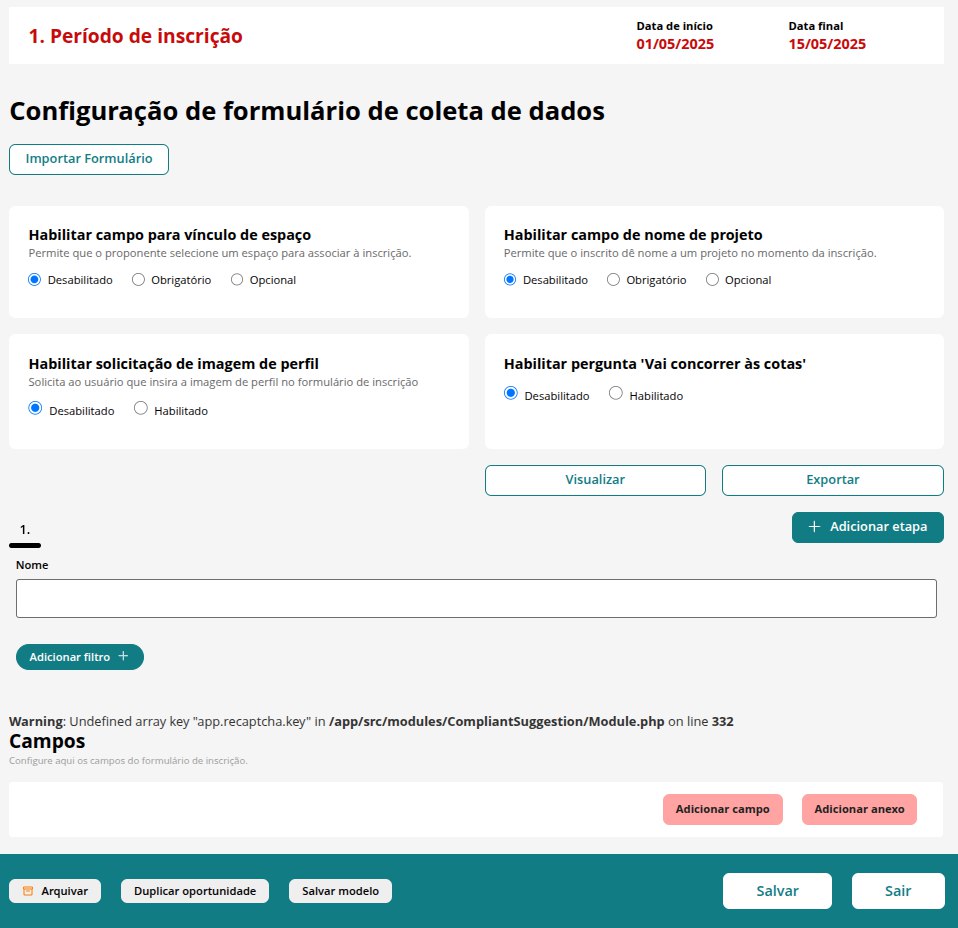 1. Período de inscrição
Data de início
Data final
01/05/2025
15/05/2025
Configuração de formulário de coleta de dados
Importar Formulário
Habilitar campo para vínculo de espaço
Permite que o proponente selecione um espaço para associar à inscrição.
Desabilitado
Obrigatório
Opcional
Habilitar campo de nome de projeto
Permite que o inscrito dê nome a um projeto no momento da inscrição.
Desabilitado
Obrigatório
Opcional
Habilitar solicitação de imagem de perfil
Solicita ao usuário que insira a imagem de perfil no formulário de inscrição
Desabilitado
Habilitado
Habilitar pergunta 'Vai concorrer às cotas'
Desabilitado
Habilitado
Visualizar
Exportar
1.
+ Adicionar etapa
Nome
Adicionar filtro +
Warning: Undefined array key "app.recaptcha.key" in /app/src/modules/CompliantSuggestion/Module.php on line 332
Campos
Configure aqui os campos do formulário de inscrição.
Adicionar campo
Adicionar anexo
Arquivar
Duplicar oportunidade
Salvar modelo
Salvar
Sair